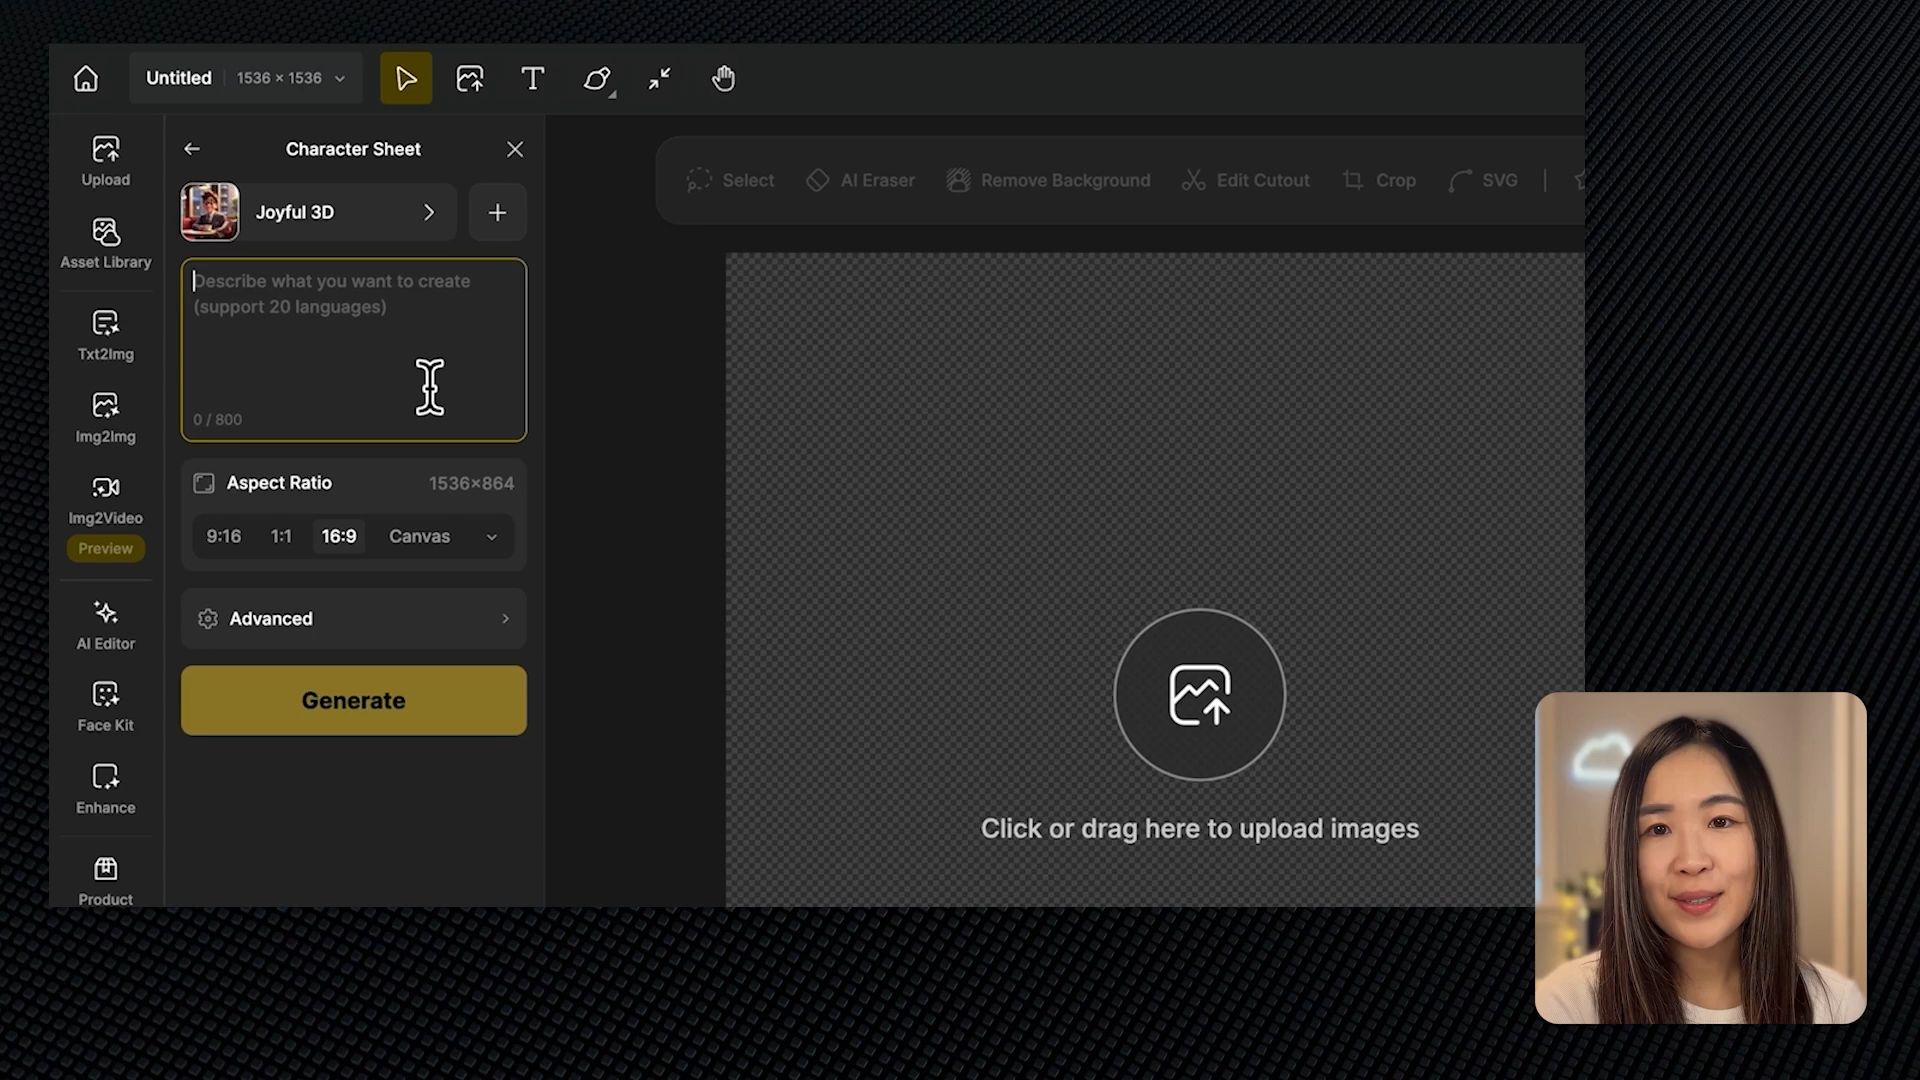 Untitled
1536 × 1536
Upload
Asset Library
Txt2Img
Img2Img
Img2Video
Preview
AI Editor
Face Kit
Enhance
Product
Character Sheet
Joyful 3D
Describe what you want to create
(support 20 languages)
0 / 800
Aspect Ratio 1536×864
9:16 1:1 16:9 Canvas
Advanced
Generate
Select AI Eraser Remove Background Edit Cutout Crop SVG
Click or drag here to upload images